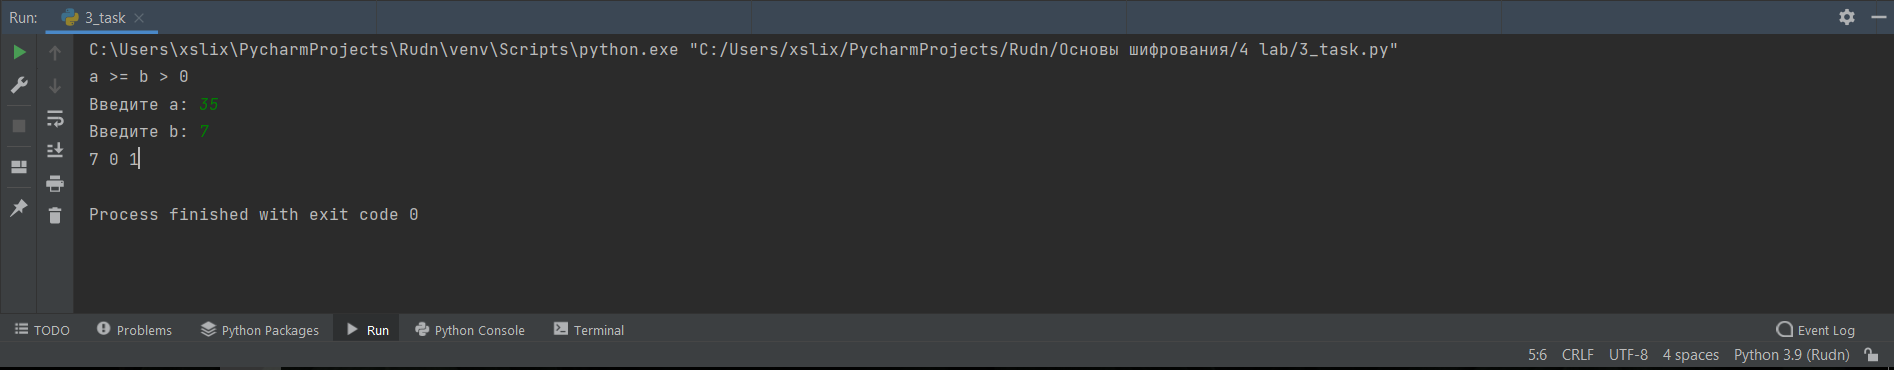 Run: 3_task
C:\Users\xslix\PycharmProjects\Rudn\venv\Scripts\python.exe "C:/Users/xslix/PycharmProjects/Rudn/Основы шифрования/4 lab/3_task.py"
a >= b > 0
Введите a: 35
Введите b: 7
7 0 1
Process finished with exit code 0
TODO Problems Python Packages Run Python Console Terminal Event Log
5:6 CRLF UTF-8 4 spaces Python 3.9 (Rudn)